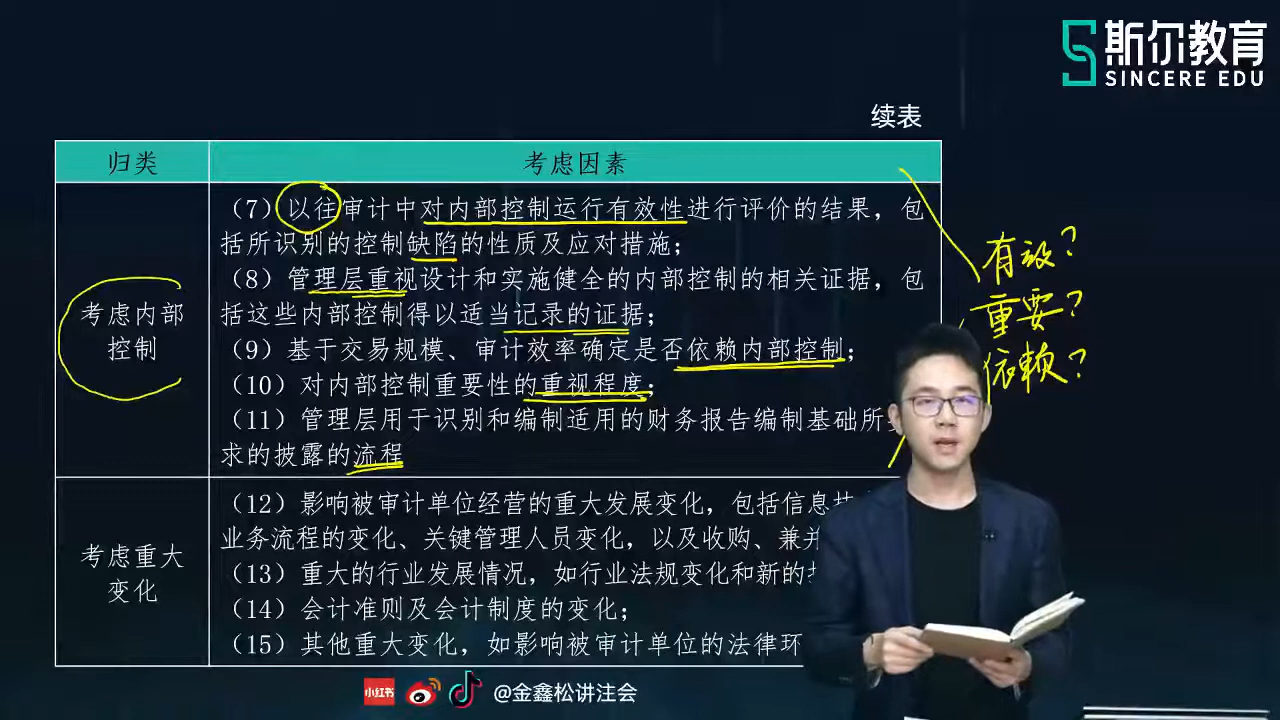 斯尔教育
SINCERE EDU
续表
归类
考虑因素
考虑内部
控制
(7) 以往审计中对内部控制运行有效性进行评价的结果，包
括所识别的控制缺陷的性质及应对措施；
(8) 管理层重视设计和实施健全的内部控制的相关证据，包
括这些内部控制得以适当记录的证据；
(9) 基于交易规模、审计效率确定是否依赖内部控制；
(10) 对内部控制重要性的重视程度；
(11) 管理层用于识别和编制适用的财务报告编制基础所
求的披露的流程
有效?
重要?
依赖?
考虑重大
变化
(12) 影响被审计单位经营的重大发展变化，包括信息
业务流程的变化、关键管理人员变化，以及收购、兼并
(13) 重大的行业发展情况，如行业法规变化和新的
(14) 会计准则及会计制度的变化；
(15) 其他重大变化，如影响被审计单位的法律环
小红书
@金鑫松讲注会